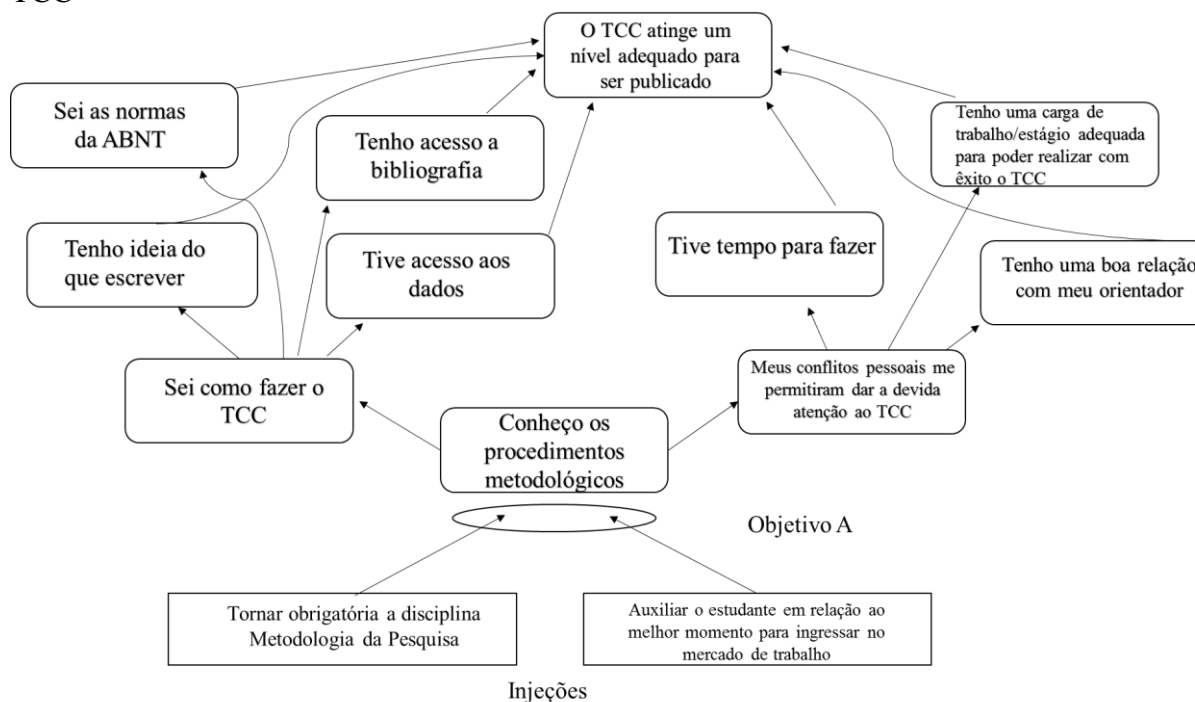 TCC
O TCC atinge um
nível adequado para
ser publicado
Sei as normas
da ABNT
Tenho acesso a
bibliografia
Tenho uma carga de
trabalho/estágio adequada
para poder realizar com
êxito o TCC
Tenho ideia do
que escrever
Tive acesso aos
dados
Tive tempo para fazer
Tenho uma boa relação
com meu orientador
Sei como fazer o
TCC
Meus conflitos pessoais me
permitiram dar a devida
atenção ao TCC
Conheço os
procedimentos
metodológicos
Objetivo A
Tornar obrigatória a disciplina
Metodologia da Pesquisa
Auxiliar o estudante em relação ao
melhor momento para ingressar no
mercado de trabalho
Injeções